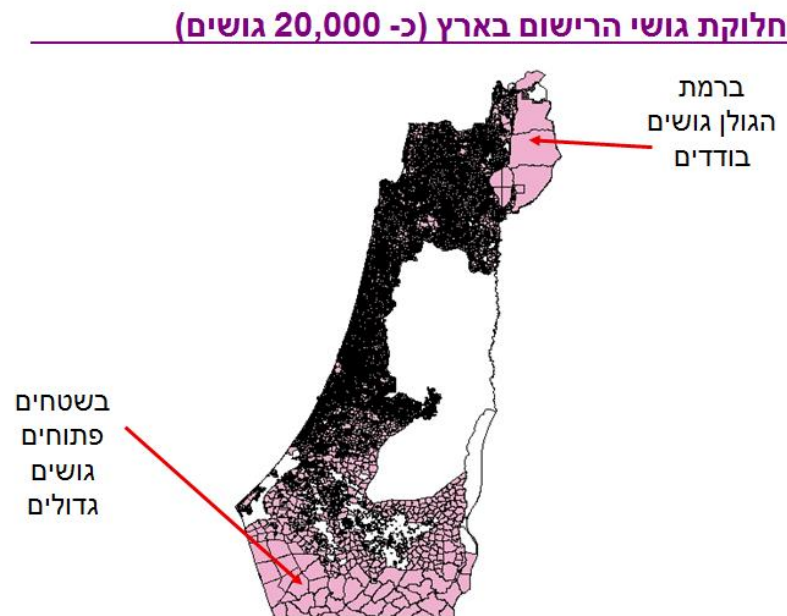 חלוקת גושי הרישום בארץ (כ- 20,000 גושים)
ברמת
הגולן גושים
בודדים
בשטחים
פתוחים
גושים
גדולים